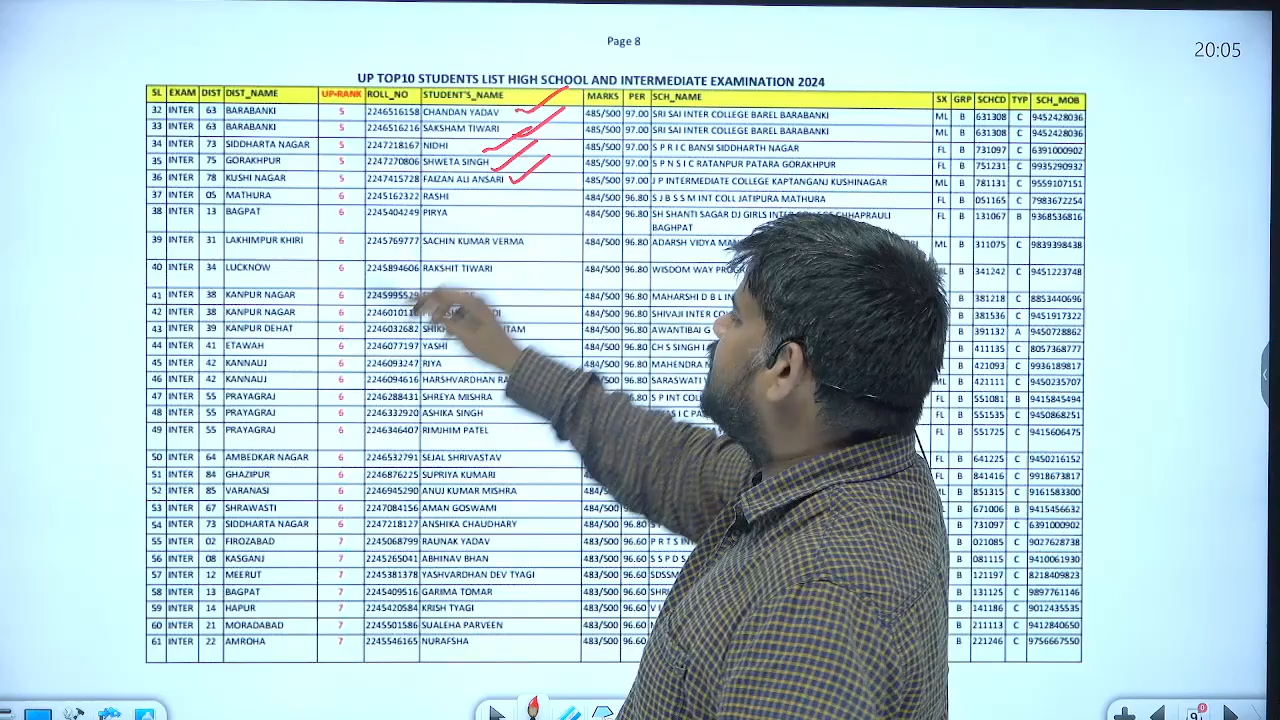 Page 8
20:05
UP TOP10 STUDENTS LIST HIGH SCHOOL AND INTERMEDIATE EXAMINATION 2024
SL EXAM DIST DIST_NAME UP-RANK ROLL_NO STUDENT'S_NAME MARKS PER SCH_NAME SX GRP SCHCD TYP SCH_MOB
32 INTER 63 BARABANKI 5 2246516158 CHANDAN YADAV 485/500 97.00 SRI SAI INTER COLLEGE BAREL BARABANKI ML B 631308 C 9452428036
33 INTER 63 BARABANKI 5 2246516216 SAKSHAM TIWARI 485/500 97.00 SRI SAI INTER COLLEGE BAREL BARABANKI ML B 631308 C 9452428036
34 INTER 73 SIDDHARTA NAGAR 5 2247218167 NIDHI 485/500 97.00 S P R I C BANSI SIDDHARTH NAGAR FL B 731097 C 6391000902
35 INTER 75 GORAKHPUR 5 2247270806 SHWETA SINGH 485/500 97.00 S P N S I C RATANPUR PATARA GORAKHPUR FL B 751231 C 9935290932
36 INTER 78 KUSHI NAGAR 5 2247415728 FAIZAN ALI ANSARI 485/500 97.00 J P INTERMEDIATE COLLEGE KAPTANGANJ KUSHINAGAR ML B 781131 C 9559107151
37 INTER 05 MATHURA 6 2245162322 RASHI 484/500 96.80 S J B S S M INT COLL JATIPURA MATHURA FL B 051165 C 7983672254
38 INTER 13 BAGPAT 6 2245404249 PIRYA 484/500 96.80 SH SHANTI SAGAR DJ GIRLS CHHAPRAULI FL B 131067 B 9368536816
BAGHPAT
39 INTER 31 LAKHIMPUR KHIRI 6 2245769777 SACHIN KUMAR VERMA 484/500 96.80 ADARSH VIDYA ML B 311075 C 9839398438
40 INTER 34 LUCKNOW 6 2245894606 RAKSHIT TIWARI 484/500 96.80 WISDOM WAY B 341242 C 9451223748
41 INTER 38 KANPUR NAGAR 6 2245995529 484/500 96.80 MAHARSHI D B L B 381218 C 8853440696
42 INTER 38 KANPUR NAGAR 6 484/500 96.80 SHIVAJI INTER B 381536 C 9451917322
43 INTER 39 KANPUR DEHAT 6 2246032682 484/500 96.80 AWANTIBAI G B 391132 A 9450728862
44 INTER 41 ETAWAH 6 2246077197 YASHI 484/500 96.80 CH S SINGH I B 411135 C 8057368777
45 INTER 42 KANNAUJ 6 2246093247 RIYA 484/500 96.80 MAHENDRA B 421093 C 9936189817
46 INTER 42 KANNAUJ 6 2246094616 HARSHVARDHAN 484/500 96.80 SARASWATI B 421111 C 9450235707
47 INTER 55 PRAYAGRAJ 6 2246288431 SHREYA MISHRA S P INT FL B 551081 B 9415845494
48 INTER 55 PRAYAGRAJ 6 2246332920 ASHIKA SINGH FL B 551535 C 9450868251
49 INTER 55 PRAYAGRAJ 6 2246346407 RIMJHIM PATEL FL B 551725 C 9415606475
50 INTER 64 AMBEDKAR NAGAR 6 2246532791 SEJAL SHRIVASTAV FL B 641225 C 9450216152
51 INTER 84 GHAZIPUR 6 2246876225 SUPRIYA KUMARI FL B 841416 C 9918673817
52 INTER 85 VARANASI 6 2246945290 ANUJ KUMAR MISHRA ML B 851315 C 9161583300
53 INTER 67 SHRAWASTI 6 2247084156 AMAN GOSWAMI 484/500 96.80 B 671006 B 9415456632
54 INTER 73 SIDDHARTA NAGAR 6 2247218127 ANSHIKA CHAUDHARY 484/500 96.80 B 731097 C 6391000902
55 INTER 02 FIROZABAD 7 2245068799 RAUNAK YADAV 483/500 96.60 P R T S B 021085 C 9027628738
56 INTER 08 KASGANJ 7 2245265041 ABHINAV BHAN 483/500 96.60 S S P D S B 081115 C 9410061930
57 INTER 12 MEERUT 7 2245381378 YASHVARDHAN DEV TYAGI 483/500 96.60 B 121197 C 8218409823
58 INTER 13 BAGPAT 7 2245409516 GARIMA TOMAR 483/500 96.60 B 131125 C 9897761146
59 INTER 14 HAPUR 7 2245420584 KRISH TYAGI 483/500 96.60 B 141186 C 9012435535
60 INTER 21 MORADABAD 7 2245501586 SUALEHA PARVEEN 483/500 96.60 B 211113 C 9412840650
61 INTER 22 AMROHA 7 2245546165 NURAFSHA 483/500 96.60 B 221246 C 9756667550